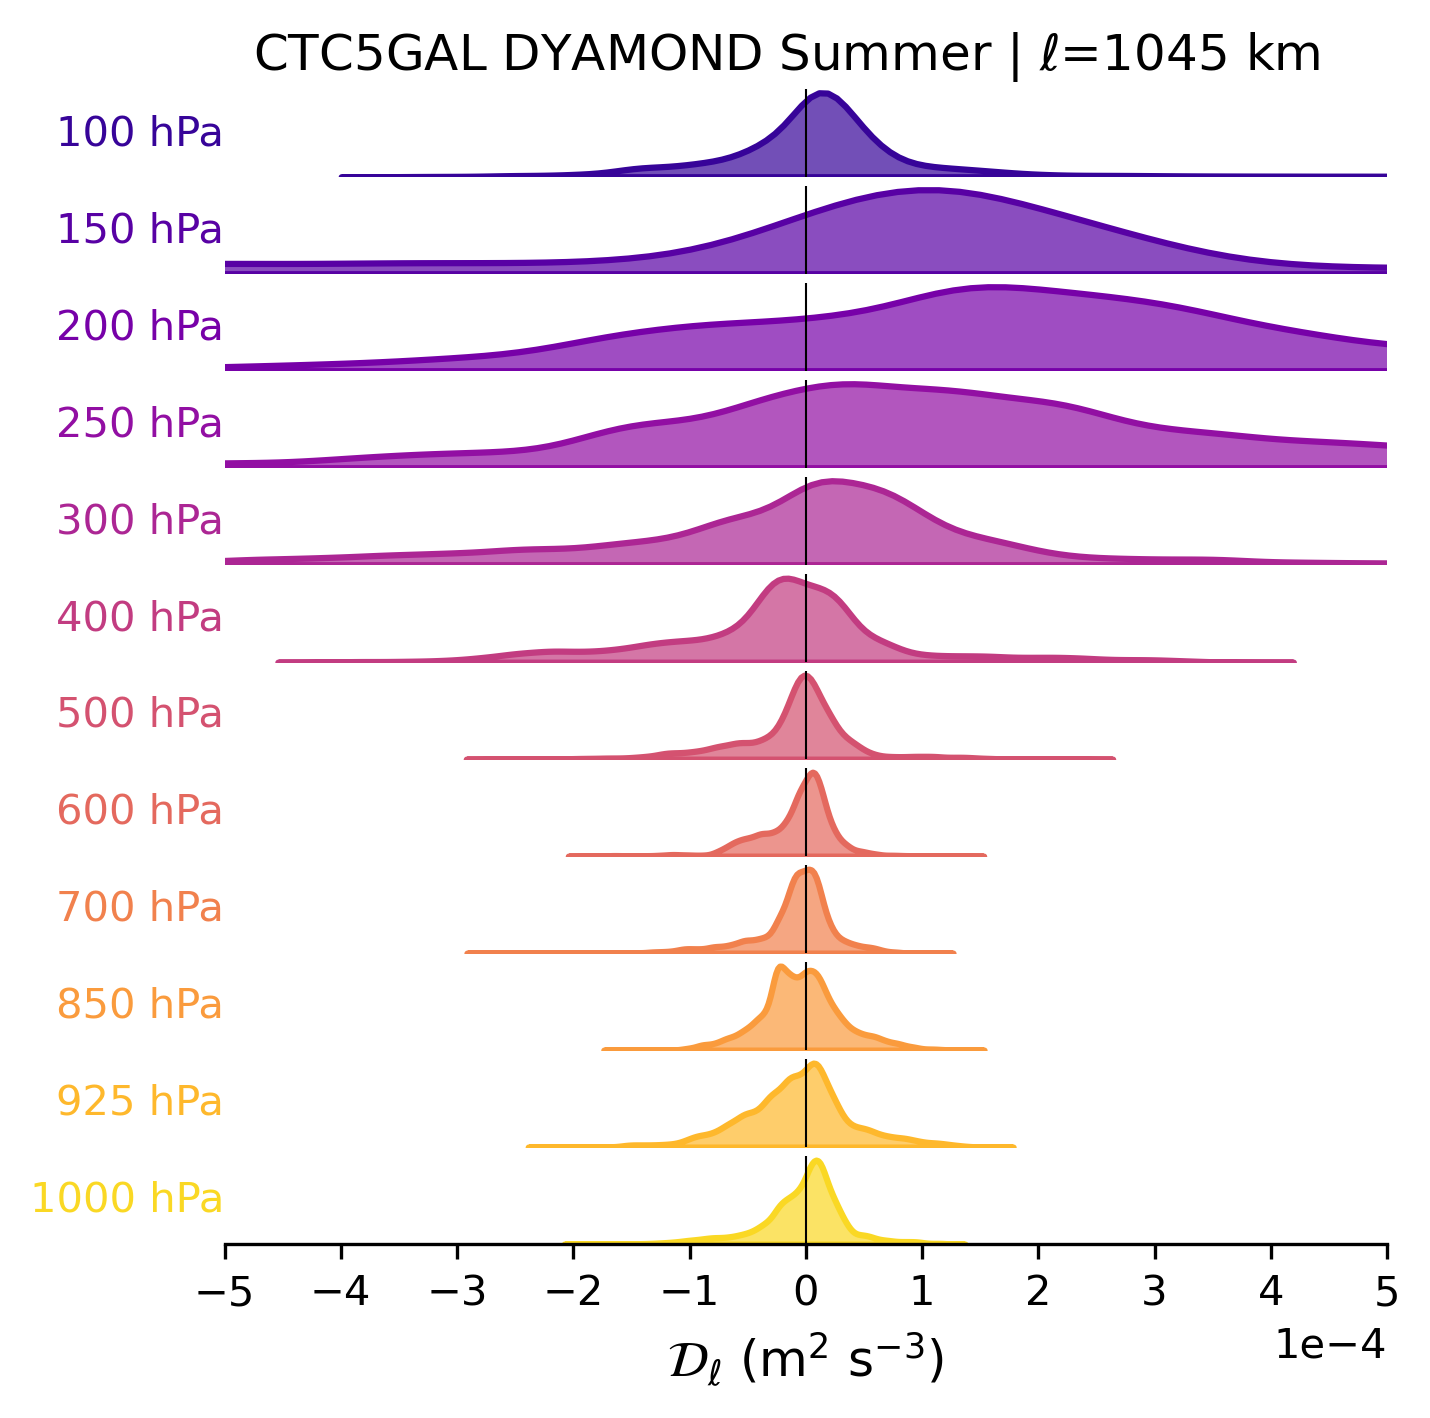 CTC5GAL DYAMOND Summer | ℓ=1045 km
100 hPa
150 hPa
200 hPa
250 hPa
300 hPa
400 hPa
500 hPa
600 hPa
700 hPa
850 hPa
925 hPa
1000 hPa
−5 −4 −3 −2 −1 0 1 2 3 4 5
1e−4
𝒟ℓ (m² s⁻³)